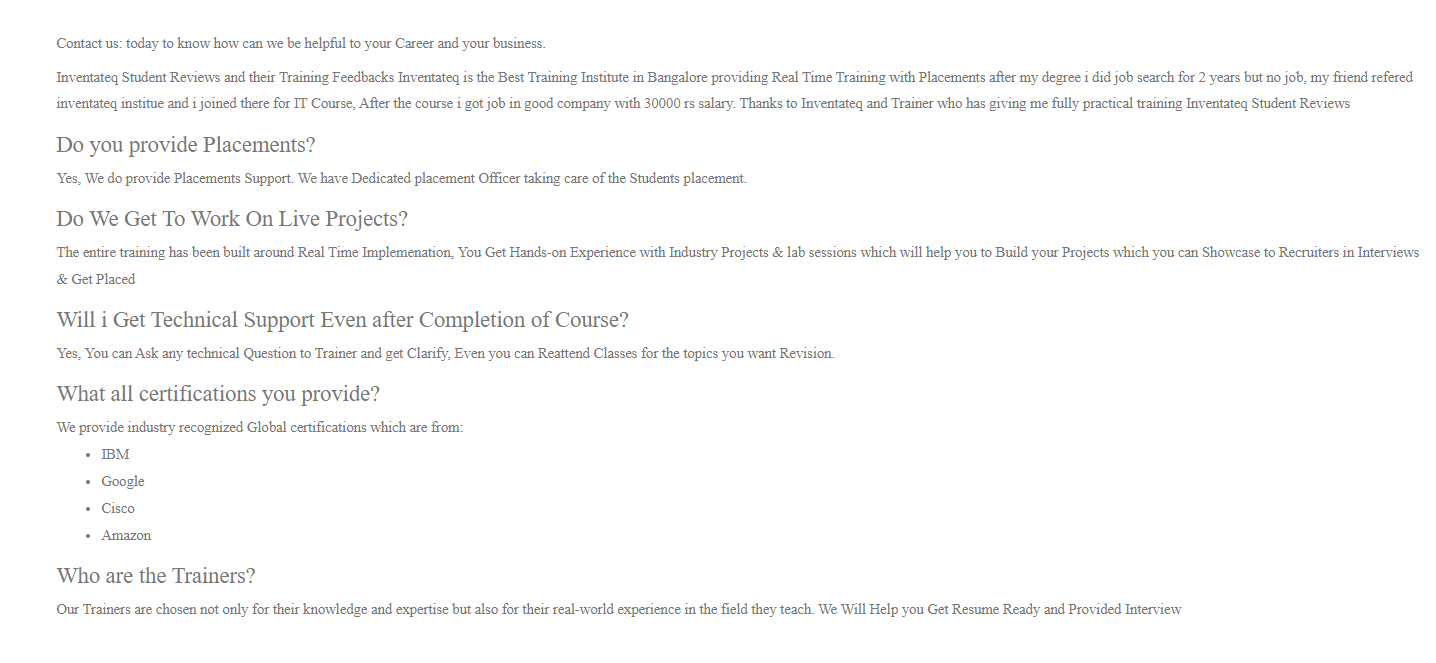 Contact us: today to know how can we be helpful to your Career and your business.
Inventateq Student Reviews and their Training Feedbacks Inventateq is the Best Training Institute in Bangalore providing Real Time Training with Placements after my degree i did job search for 2 years but no job, my friend refered
inventateq institue and i joined there for IT Course, After the course i got job in good company with 30000 rs salary. Thanks to Inventateq and Trainer who has giving me fully practical training Inventateq Student Reviews
Do you provide Placements?
Yes, We do provide Placements Support. We have Dedicated placement Officer taking care of the Students placement.
Do We Get To Work On Live Projects?
The entire training has been built around Real Time Implemenation, You Get Hands-on Experience with Industry Projects & lab sessions which will help you to Build your Projects which you can Showcase to Recruiters in Interviews
& Get Placed
Will i Get Technical Support Even after Completion of Course?
Yes, You can Ask any technical Question to Trainer and get Clarify, Even you can Reattend Classes for the topics you want Revision.
What all certifications you provide?
We provide industry recognized Global certifications which are from:
• IBM
• Google
• Cisco
• Amazon
Who are the Trainers?
Our Trainers are chosen not only for their knowledge and expertise but also for their real-world experience in the field they teach. We Will Help you Get Resume Ready and Provided Interview